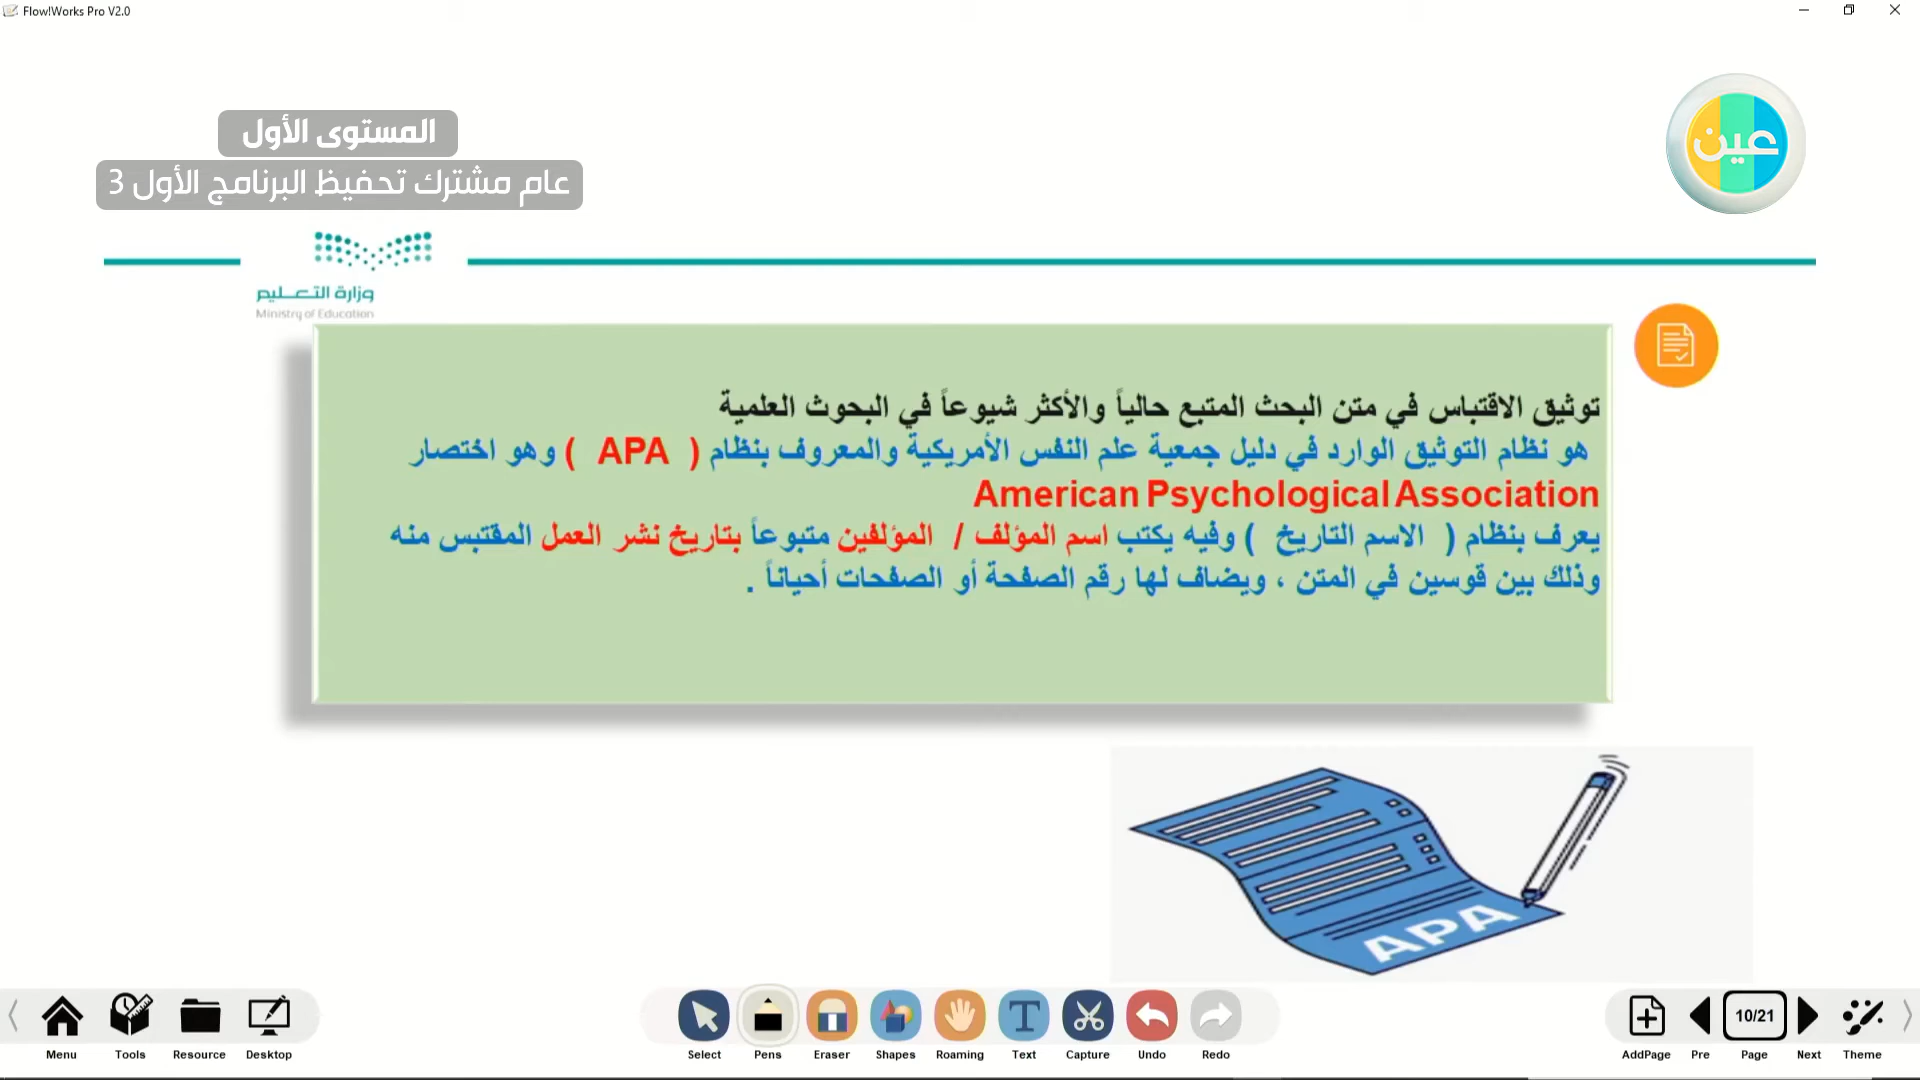 Flow!Works Pro V2.0
المستوى الأول
عام مشترك تحفيظ البرنامج الأول 3
عين
وزارة التعليم
Ministry of Education
توثيق الاقتباس في متن البحث المتبع حالياً والأكثر شيوعاً في البحوث العلمية
هو نظام التوثيق الوارد في دليل جمعية علم النفس الأمريكية والمعروف بنظام ( APA ) وهو اختصار
American Psychological Association
يعرف بنظام ( الاسم التاريخ ) وفيه يكتب اسم المؤلف / المؤلفين متبوعاً بتاريخ نشر العمل المقتبس منه
وذلك بين قوسين في المتن ، ويضاف لها رقم الصفحة أو الصفحات أحياناً .
APA
Menu Tools Resource Desktop
Select Pens Eraser Shapes Roaming Text Capture Undo Redo
10/21
AddPage Pre Page Next Theme